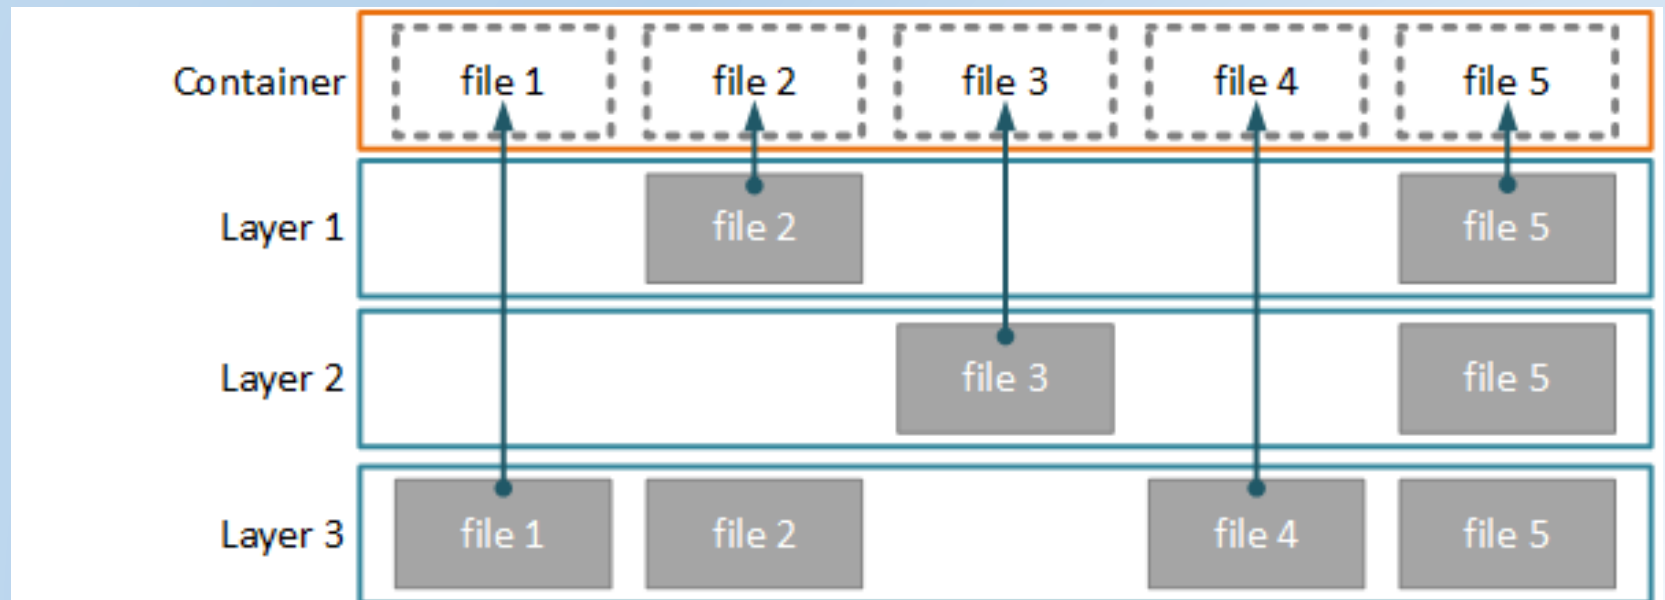 Container file 1 file 2 file 3 file 4 file 5
Layer 1 file 2 file 5
Layer 2 file 3 file 5
Layer 3 file 1 file 2 file 4 file 5